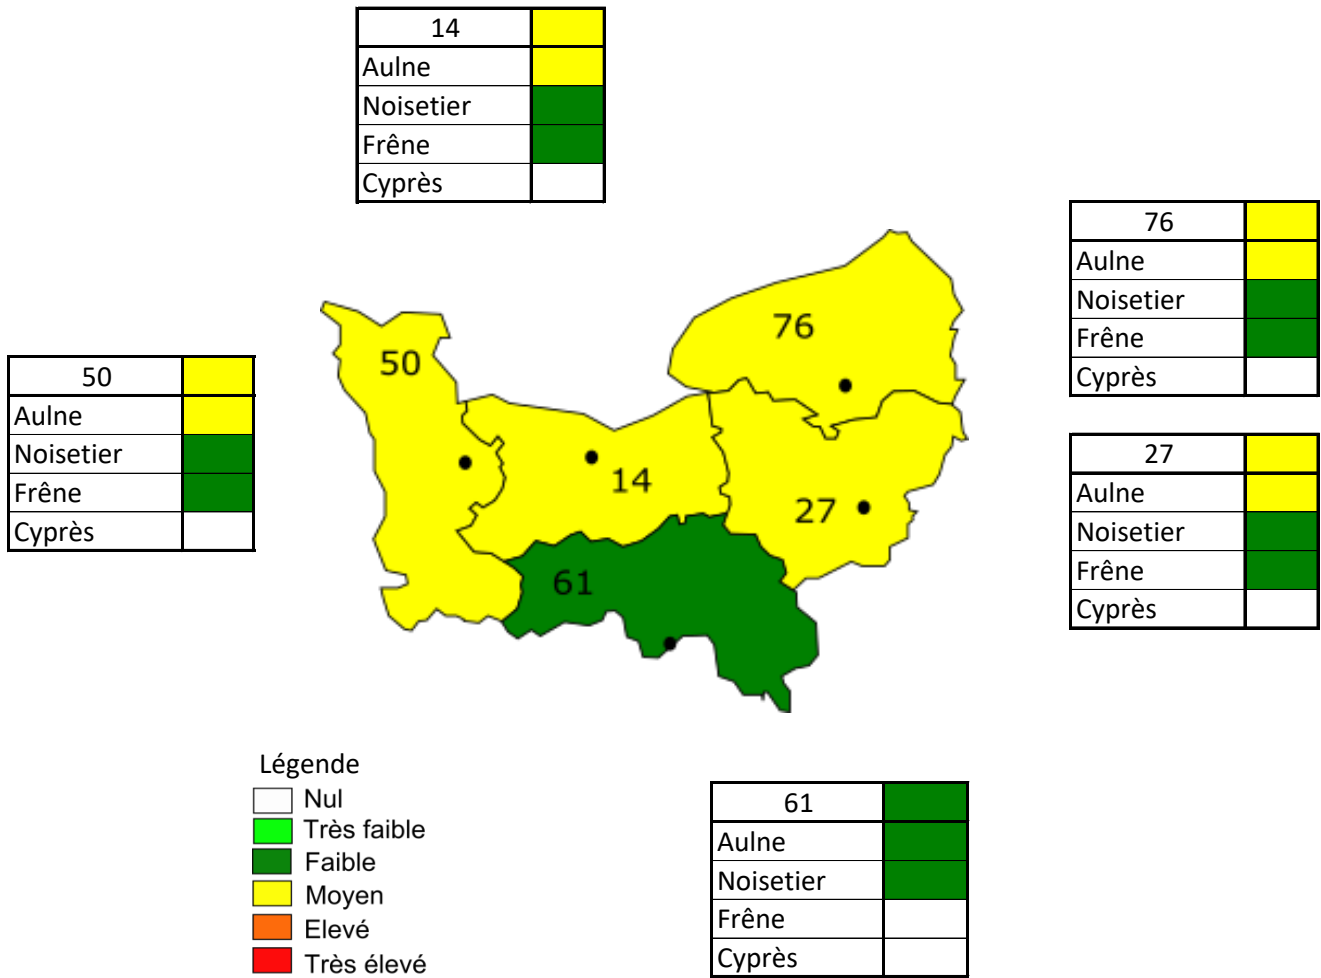 14
Aulne
Noisetier
Frêne
Cyprès
76
Aulne
Noisetier
Frêne
Cyprès
50
Aulne
Noisetier
Frêne
Cyprès
27
Aulne
Noisetier
Frêne
Cyprès
76
50
14
27
61
Légende
Nul
Très faible
Faible
Moyen
Elevé
Très élevé
61
Aulne
Noisetier
Frêne
Cyprès